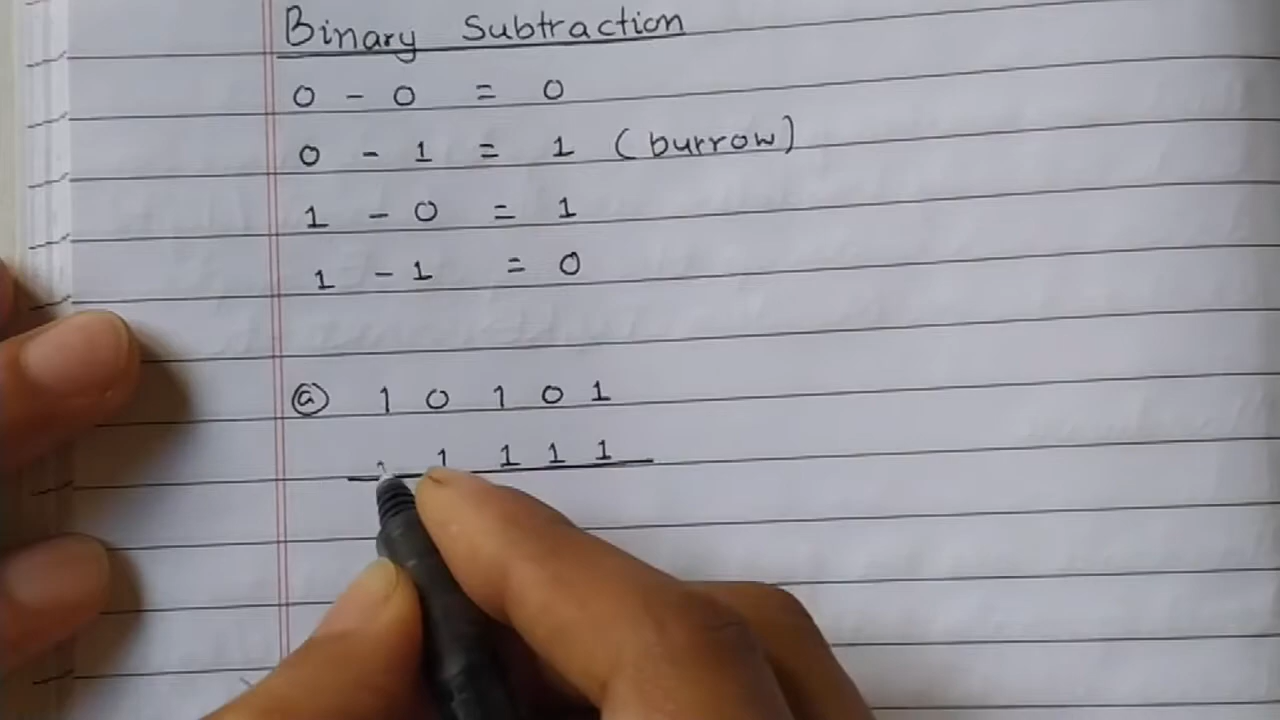 Binary Subtraction
0 - 0 = 0
0 - 1 = 1 (burrow)
1 - 0 = 1
1 - 1 = 0
ⓐ 1 0 1 0 1
1 1 1 1